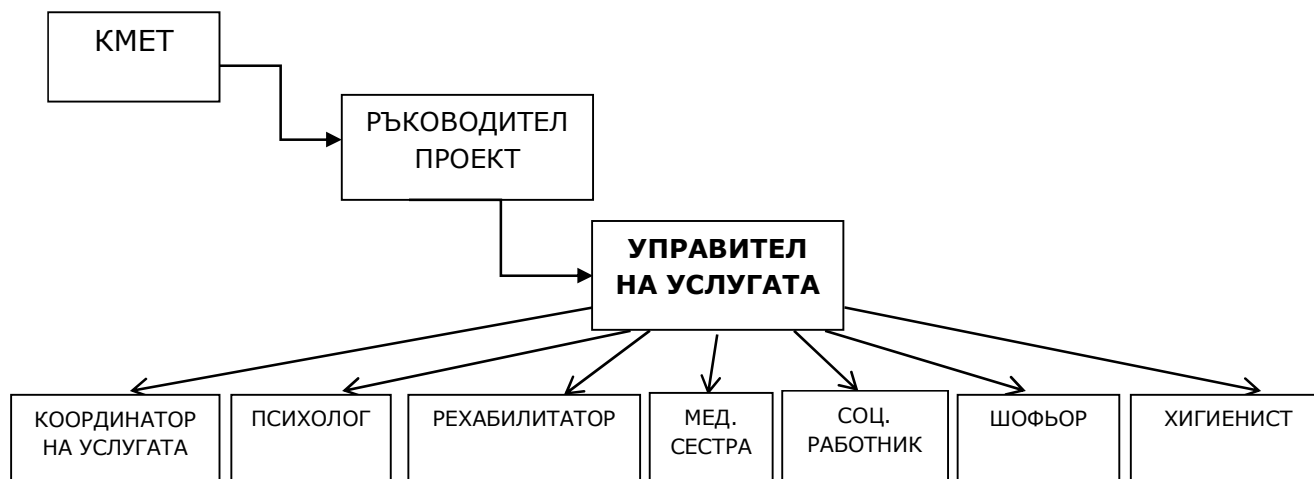 КМЕТ
РЪКОВОДИТЕЛ
ПРОЕКТ
УПРАВИТЕЛ
НА УСЛУГАТА
КООРДИНАТОР
НА УСЛУГАТА
ПСИХОЛОГ
РЕХАБИЛИТАТОР
МЕД.
СЕСТРА
СОЦ.
РАБОТНИК
ШОФЬОР
ХИГИЕНИСТ